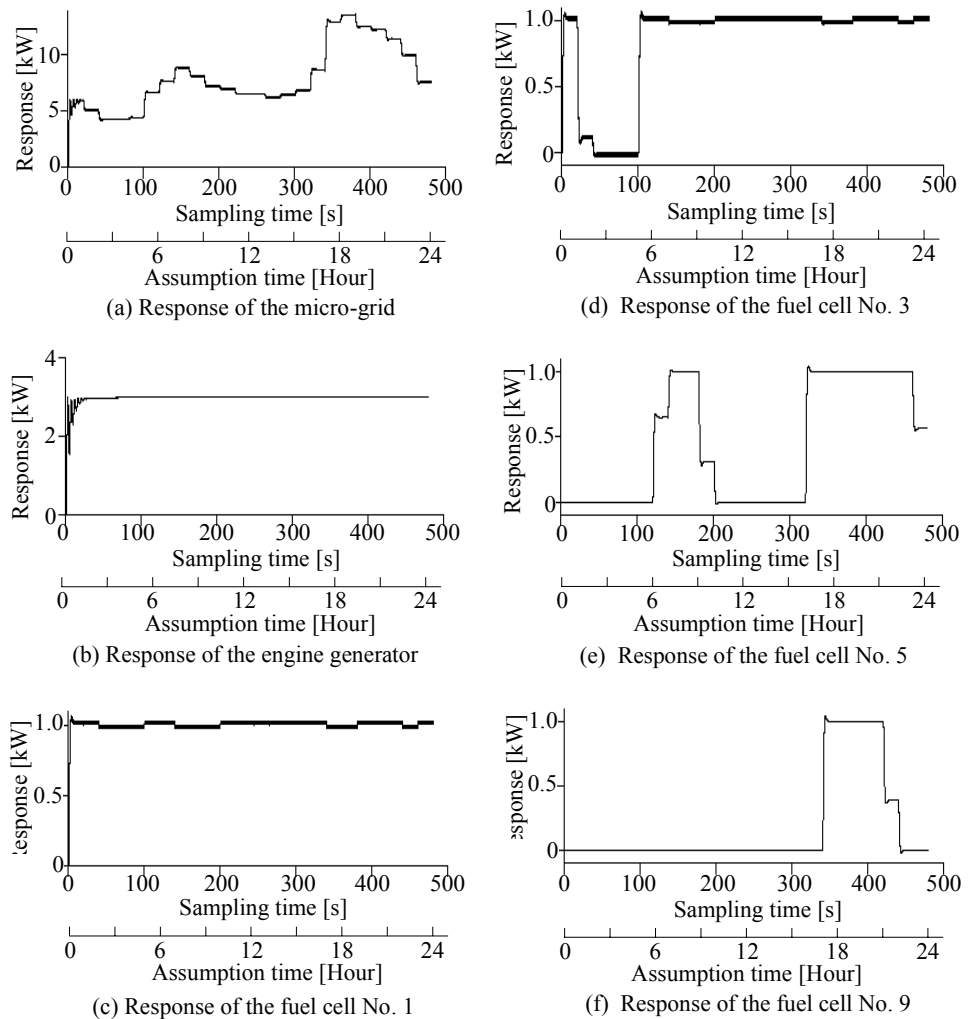 10
5
0
Response [kW]
0 100 200 300 400 500
Sampling time [s]
0 6 12 18 24
Assumption time [Hour]
(a) Response of the micro-grid
4
2
0
Response [kW]
0 100 200 300 400 500
Sampling time [s]
0 6 12 18 24
Assumption time [Hour]
(b) Response of the engine generator
1.0
0.5
0
esponse [kW]
0 100 200 300 400 500
Sampling time [s]
0 6 12 18 24
Assumption time [Hour]
(c) Response of the fuel cell No. 1
1.0
0.5
0
Response [kW]
0 100 200 300 400 500
Sampling time [s]
0 6 12 18 24
Assumption time [Hour]
(d) Response of the fuel cell No. 3
1.0
0.5
0
Response [kW]
0 100 200 300 400 500
Sampling time [s]
0 6 12 18 24
Assumption time [Hour]
(e) Response of the fuel cell No. 5
1.0
0.5
0
esponse [kW]
0 100 200 300 400 500
Sampling time [s]
0 6 12 18 24
Assumption time [Hour]
(f) Response of the fuel cell No. 9